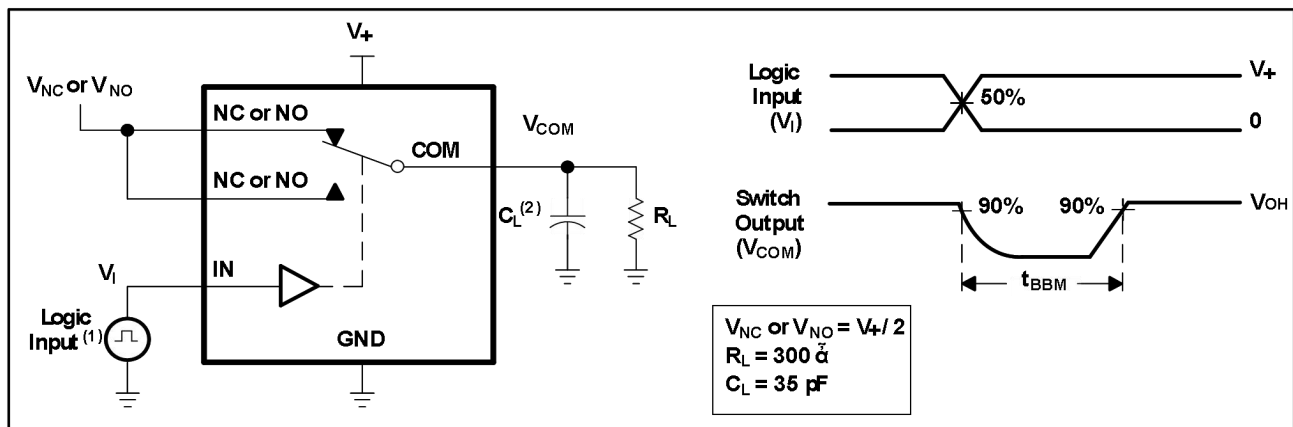 V+
VNC or VNO
NC or NO
VCOM
COM
NC or NO
CL(2)
RL
VI
IN
Logic
Input(1)
GND
Logic
Input
(VI)
50%
V+
0
Switch
Output
(VCOM)
90%
90%
VOH
tBBM
VNC or VNO = V+/ 2
RL = 300
CL = 35 pF